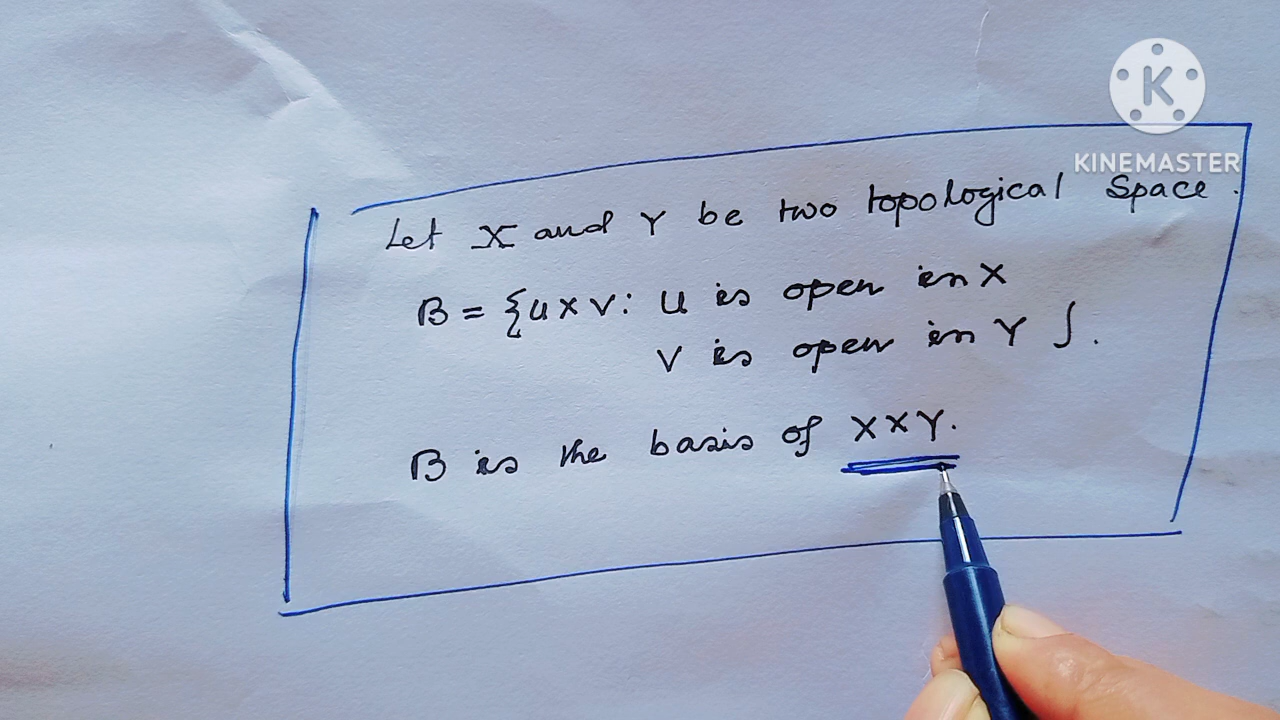 K
KINEMASTER
Let X and Y be two topological Space.
B = {U X V: U is open in X
V is open in Y }.
B is the basis of X X Y.